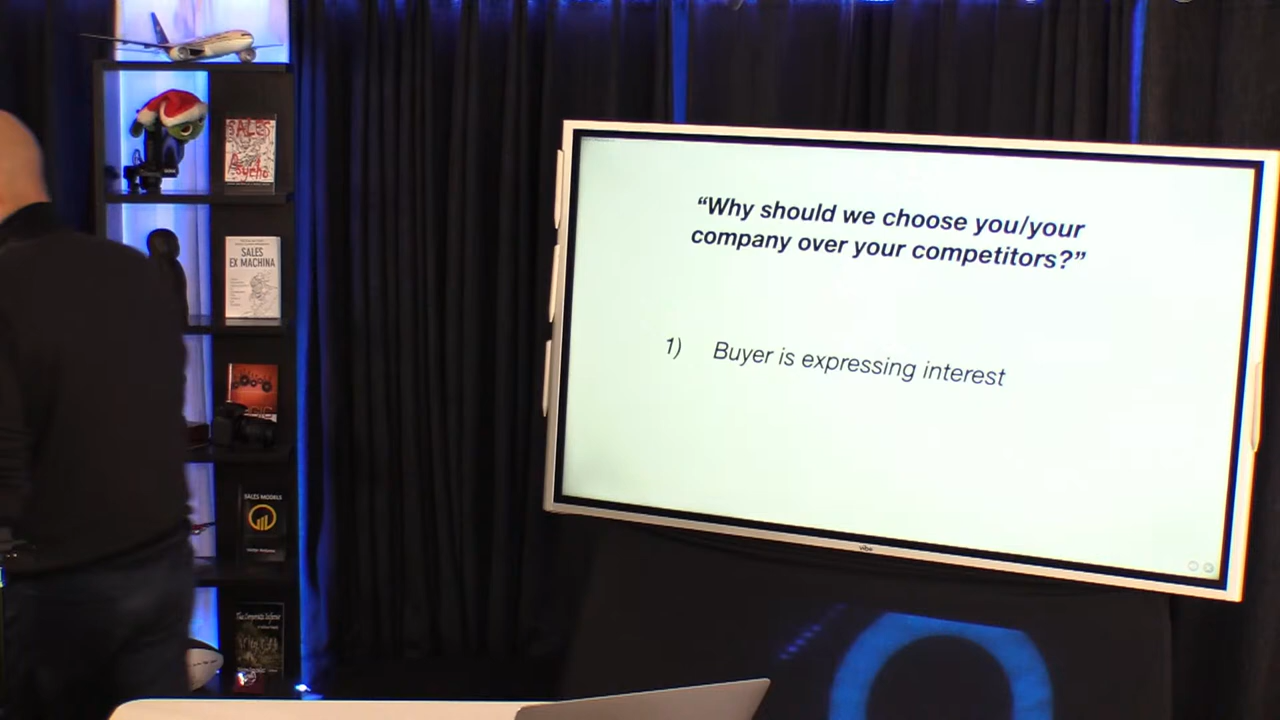 SALES
Psycho
SALES
EX MACHINA
SALES MODELS
"Why should we choose you/your
company over your competitors?"
1) Buyer is expressing interest
vibe